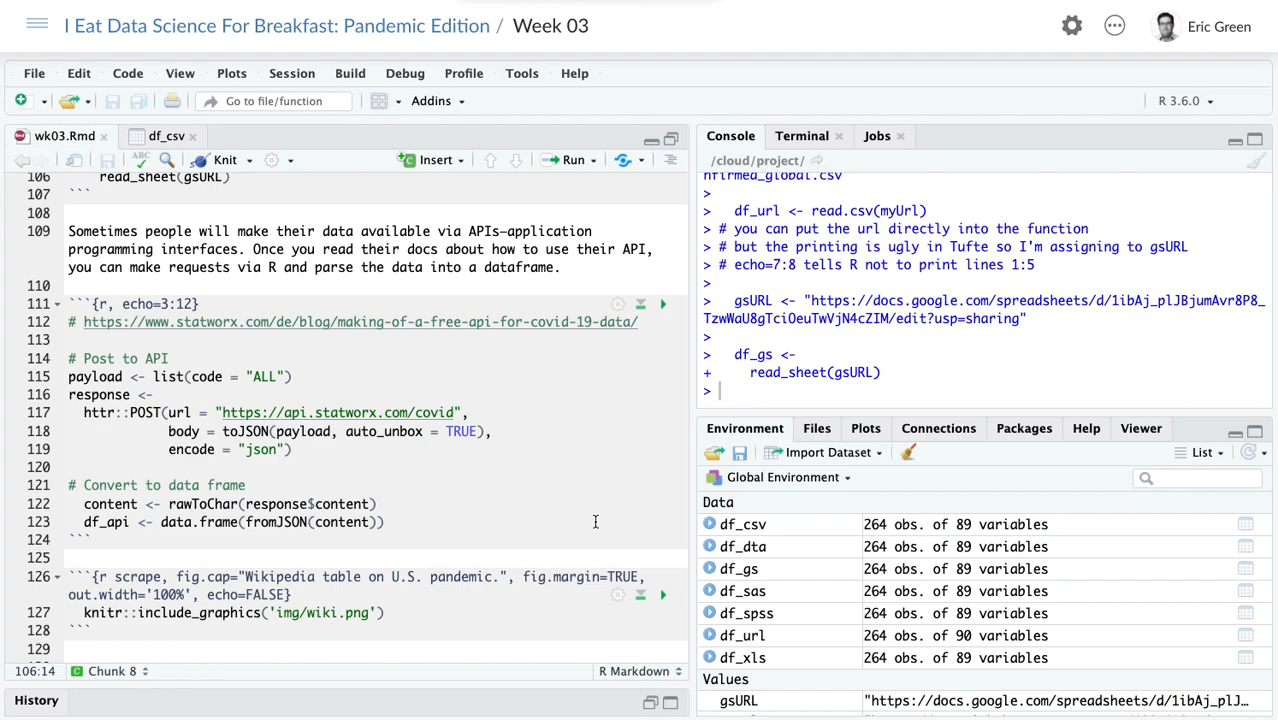 I Eat Data Science For Breakfast: Pandemic Edition / Week 03
Eric Green
File Edit Code View Plots Session Build Debug Profile Tools Help
Go to file/function
Addins
R 3.6.0
wk03.Rmd
df_csv
Knit
Insert
Run
106 read_sheet(gsURL)
107 ```
108
109 Sometimes people will make their data available via APIs-application
programming interfaces. Once you read their docs about how to use their API,
you can make requests via R and parse the data into a dataframe.
110
111 ```{r, echo=3:12}
112 # https://www.statworx.com/de/blog/making-of-a-free-api-for-covid-19-data/
113
114 # Post to API
115 payload <- list(code = "ALL")
116 response <-
117 httr::POST(url = "https://api.statworx.com/covid",
118 body = toJSON(payload, auto_unbox = TRUE),
119 encode = "json")
120
121 # Convert to data frame
122 content <- rawToChar(response$content)
123 df_api <- data.frame(fromJSON(content))
124 ```
125
126 ```{r scrape, fig.cap="Wikipedia table on U.S. pandemic.", fig.margin=TRUE,
out.width='100%', echo=FALSE}
127 knitr::include_graphics('img/wiki.png')
128 ```
129
106:14 Chunk 8 R Markdown
History
Console Terminal Jobs
/cloud/project/
nfirmed_global.csv
>
> df_url <- read.csv(myUrl)
> # you can put the url directly into the function
> # but the printing is ugly in Tufte so I'm assigning to gsURL
> # echo=7:8 tells R not to print lines 1:5
>
> gsURL <- "https://docs.google.com/spreadsheets/d/1ibAj_plJBjumAvr8P8_
TzwWaU8gTciOeuTwVjN4cZIM/edit?usp=sharing"
>
> df_gs <-
+ read_sheet(gsURL)
>
Environment Files Plots Connections Packages Help Viewer
Import Dataset
List
Global Environment
Data
df_csv 264 obs. of 89 variables
df_dta 264 obs. of 89 variables
df_gs 264 obs. of 89 variables
df_sas 264 obs. of 89 variables
df_spss 264 obs. of 89 variables
df_url 264 obs. of 90 variables
df_xls 264 obs. of 89 variables
Values
gsURL "https://docs.google.com/spreadsheets/d/1ibAj_plJ…